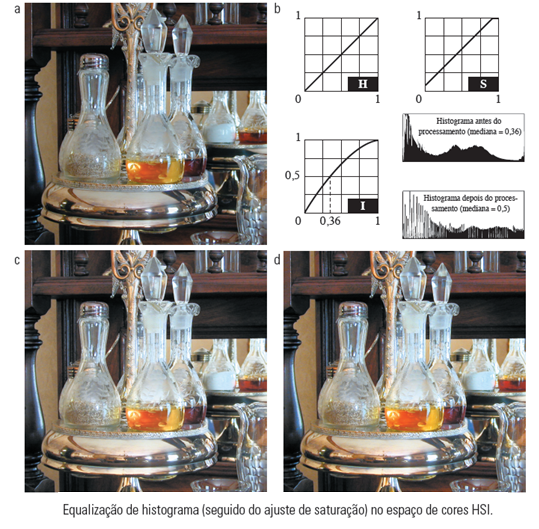 a
b
1
0
H
1
1
0
S
1
1
0,5
0
0,36
I
1
Histograma antes do
processamento (mediana = 0,36)
Histograma depois do proces-
samento (mediana = 0,5)
c
d
Equalização de histograma (seguido do ajuste de saturação) no espaço de cores HSI.